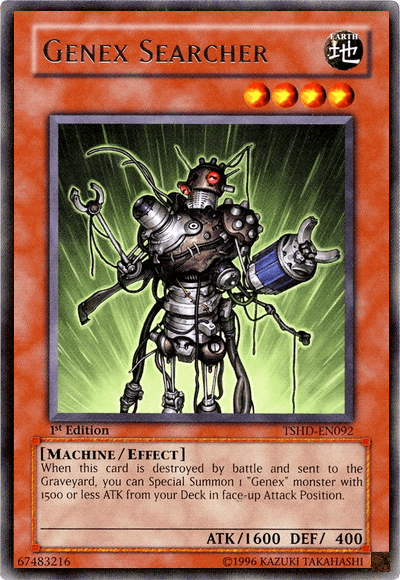 GENEX SEARCHER
EARTH
地
1st Edition
TSHD-EN092
[MACHINE/EFFECT]
When this card is destroyed by battle and sent to the
Graveyard, you can Special Summon 1 "Genex" monster with
1500 or less ATK from your Deck in face-up Attack Position.
ATK/1600 DEF/ 400
67483216
©1996 KAZUKI TAKAHASHI